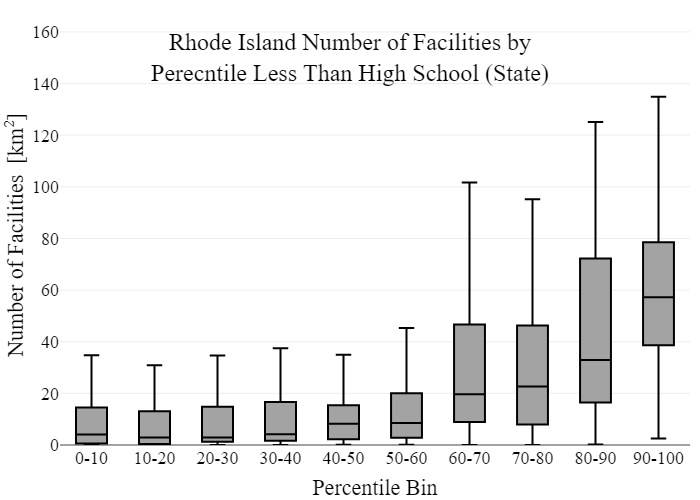 Rhode Island Number of Facilities by
Perecntile Less Than High School (State)
Number of Facilities [km²]
160
140
120
100
80
60
40
20
0
0-10 10-20 20-30 30-40 40-50 50-60 60-70 70-80 80-90 90-100
Percentile Bin